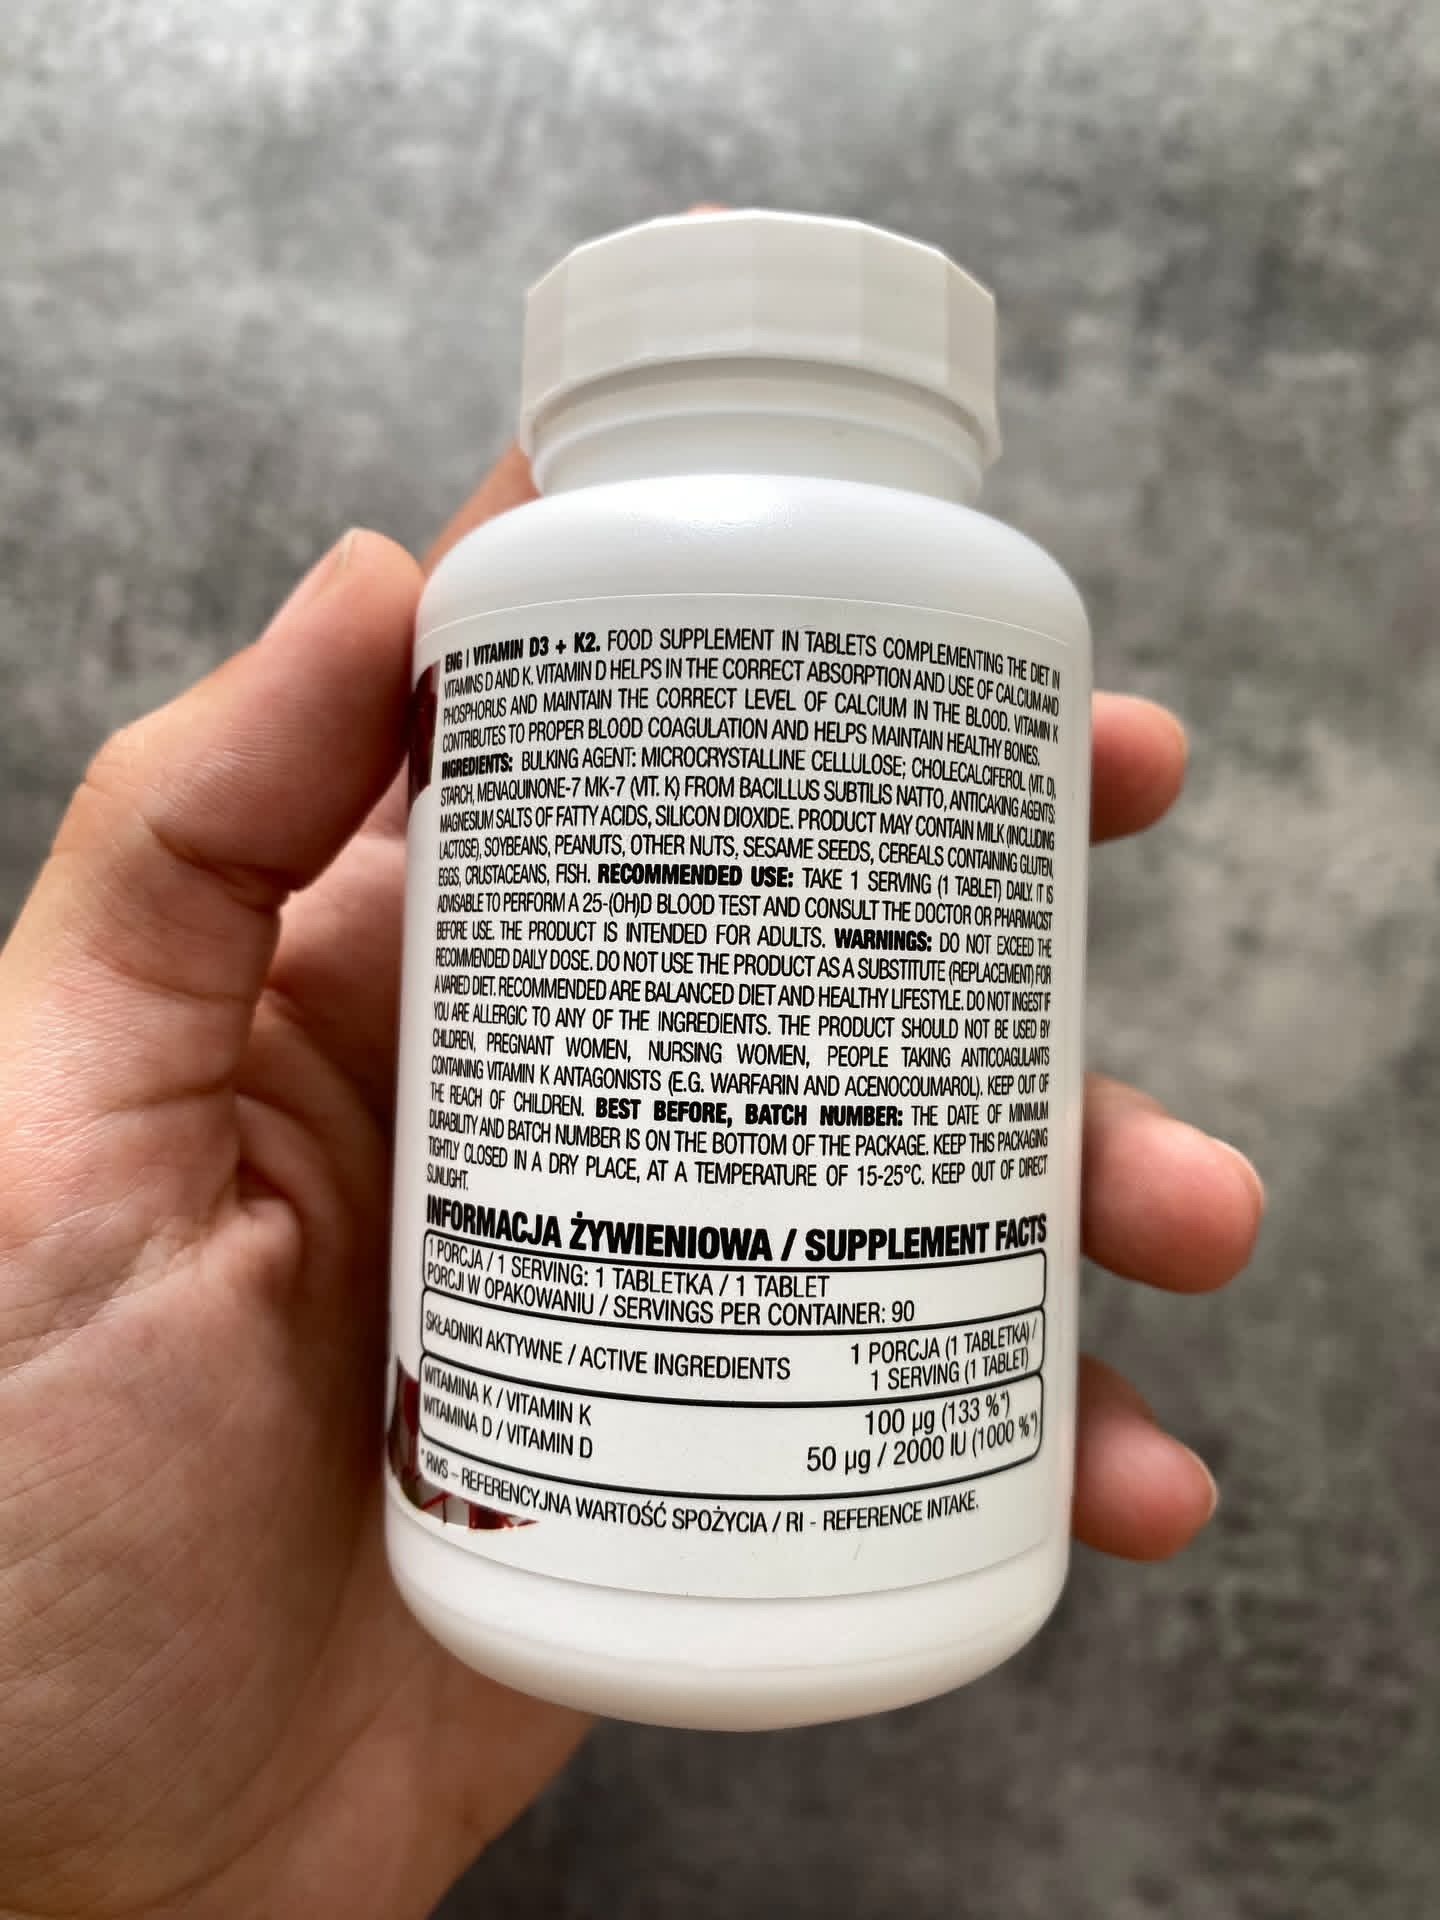 ENG | VITAMIN D3 + K2. FOOD SUPPLEMENT IN TABLETS COMPLEMENTING THE DIET IN
VITAMINS D AND K. VITAMIN D HELPS IN THE CORRECT ABSORPTION AND USE OF CALCIUM AND
PHOSPHORUS AND MAINTAIN THE CORRECT LEVEL OF CALCIUM IN THE BLOOD. VITAMIN K
CONTRIBUTES TO PROPER BLOOD COAGULATION AND HELPS MAINTAIN HEALTHY BONES.
INGREDIENTS: BULKING AGENT: MICROCRYSTALLINE CELLULOSE; CHOLECALCIFEROL (VIT. D),
STARCH, MENAQUINONE-7 MK-7 (VIT. K) FROM BACILLUS SUBTILIS NATTO, ANTICAKING AGENTS:
MAGNESIUM SALTS OF FATTY ACIDS, SILICON DIOXIDE. PRODUCT MAY CONTAIN MILK (INCLUDING
LACTOSE), SOYBEANS, PEANUTS, OTHER NUTS, SESAME SEEDS, CEREALS CONTAINING GLUTEN,
EGGS, CRUSTACEANS, FISH. RECOMMENDED USE: TAKE 1 SERVING (1 TABLET) DAILY. IT IS
ADVISABLE TO PERFORM A 25-(OH)D BLOOD TEST AND CONSULT THE DOCTOR OR PHARMACIST
BEFORE USE. THE PRODUCT IS INTENDED FOR ADULTS. WARNINGS: DO NOT EXCEED THE
RECOMMENDED DAILY DOSE. DO NOT USE THE PRODUCT AS A SUBSTITUTE (REPLACEMENT) FOR
A VARIED DIET. RECOMMENDED ARE BALANCED DIET AND HEALTHY LIFESTYLE. DO NOT INGEST IF
YOU ARE ALLERGIC TO ANY OF THE INGREDIENTS. THE PRODUCT SHOULD NOT BE USED BY
CHILDREN, PREGNANT WOMEN, NURSING WOMEN, PEOPLE TAKING ANTICOAGULANTS
CONTAINING VITAMIN K ANTAGONISTS (E.G. WARFARIN AND ACENOCOUMAROL). KEEP OUT OF
THE REACH OF CHILDREN. BEST BEFORE, BATCH NUMBER: THE DATE OF MINIMUM
DURABILITY AND BATCH NUMBER IS ON THE BOTTOM OF THE PACKAGE. KEEP THIS PACKAGING
TIGHTLY CLOSED IN A DRY PLACE, AT A TEMPERATURE OF 15-25°C. KEEP OUT OF DIRECT
SUNLIGHT.
INFORMACJA ŻYWIENIOWA / SUPPLEMENT FACTS
1 PORCJA / 1 SERVING: 1 TABLETKA / 1 TABLET
PORCJI W OPAKOWANIU / SERVINGS PER CONTAINER: 90
SKŁADNIKI AKTYWNE / ACTIVE INGREDIENTS 1 PORCJA (1 TABLETKA) /
1 SERVING (1 TABLET)
WITAMINA K / VITAMIN K 100 µg (133 %*)
WITAMINA D / VITAMIN D 50 µg / 2000 IU (1000 %*)
* RWS – REFERENCYJNA WARTOŚĆ SPOŻYCIA / RI - REFERENCE INTAKE.